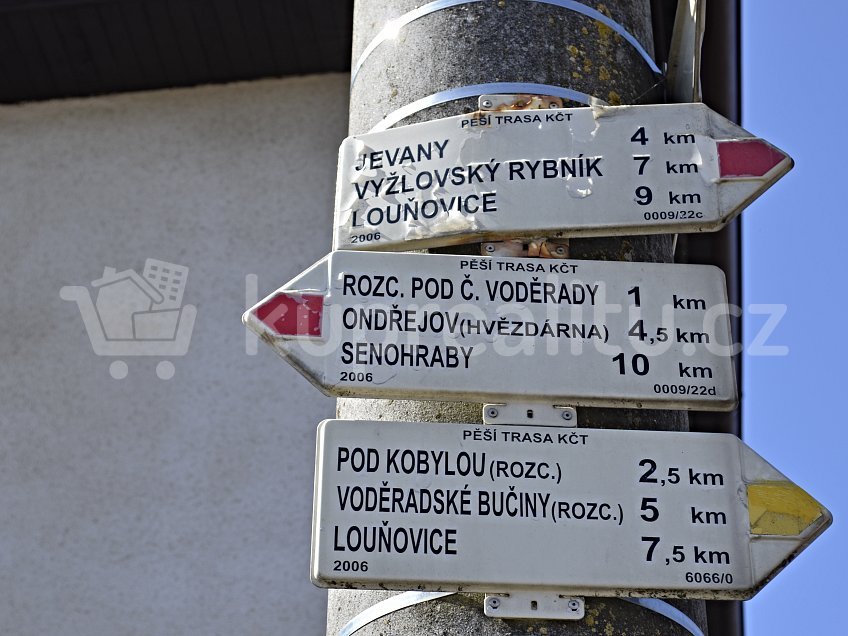 PĚŠÍ TRASA KČT
JEVANY 4 km
VYŽLOVSKÝ RYBNÍK 7 km
LOUŇOVICE 9 km
2006 0009/22c
PĚŠÍ TRASA KČT
ROZC. POD Č. VODĚRADY 1 km
ONDŘEJOV (HVĚZDÁRNA) 4,5 km
SENOHRABY 10 km
2006 0009/22d
kupreality.cz
PĚŠÍ TRASA KČT
POD KOBYLOU (ROZC.) 2,5 km
VODĚRADSKÉ BUČINY (ROZC.) 5 km
LOUŇOVICE 7,5 km
2006 6066/0